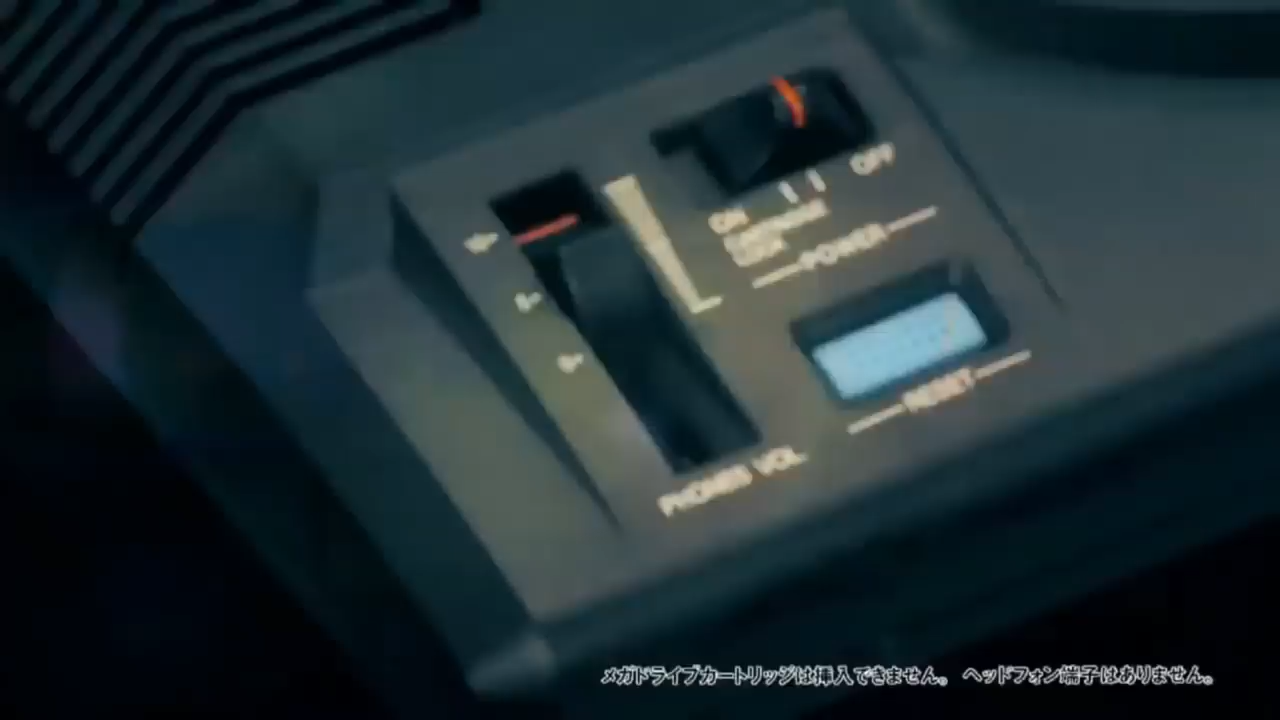 OFF
ON
POWER
RESET
PHONES VOL.
メガドライブカートリッジは挿入できません。 ヘッドフォン端子はありません。